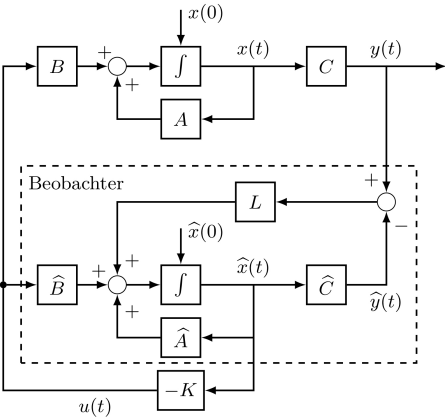 x(0)
+
x(t)
y(t)
B
∫
C
+
A
+
Beobachter
L
−
x̂(0)
+
x̂(t)
+
B̂
∫
Ĉ
+
ŷ(t)
Â
−K
u(t)